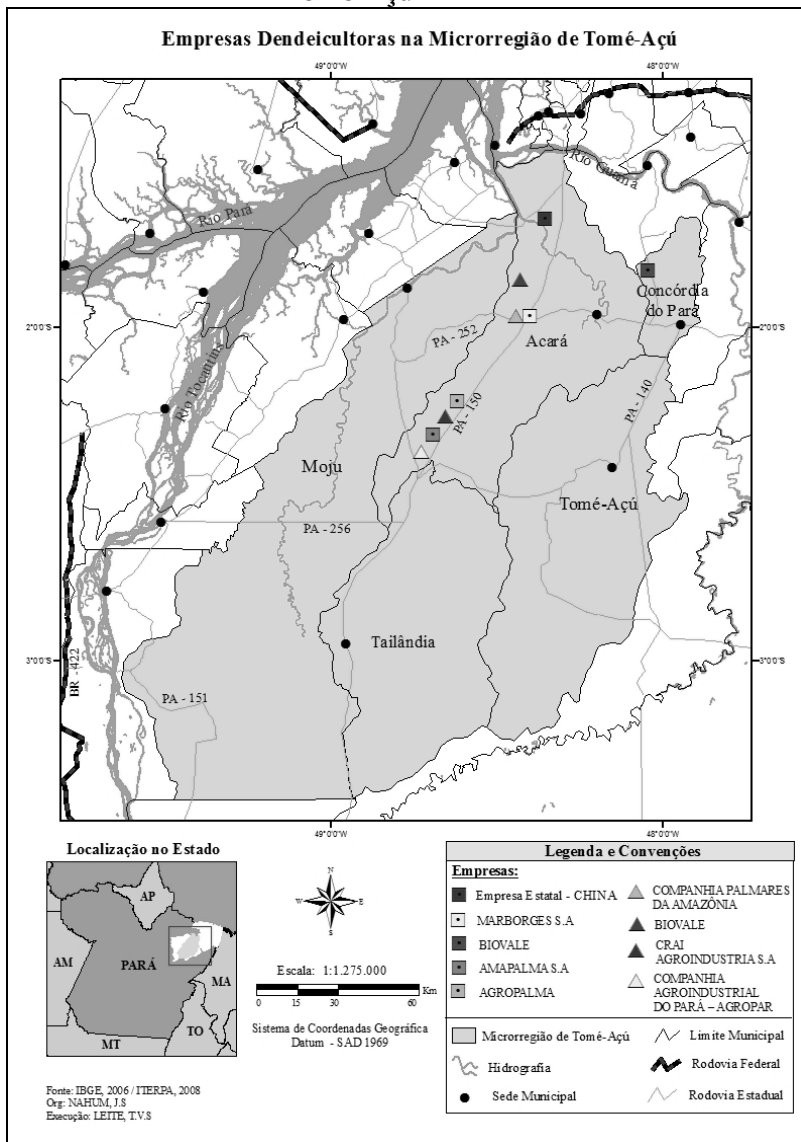 Empresas Dendeicultoras na Microrregião de Tomé-Açú
49°0'0"W 48°0'0"W
Rio Guamá
Rio Pará
Concórdia
do Pará
2°0'0"S 2°0'0"S
PA - 252
Acará
Rio Tocantins
PA - 150
PA - 140
Moju
Tomé-Açú
PA - 256
Tailândia
3°0'0"S 3°0'0"S
BR - 422
PA - 151
49°0'0"W 48°0'0"W
Localização no Estado
AP
AM
PARÁ
MA
TO
MT
N
W E
S
Escala: 1:1.275.000
Km
0 15 30 60
Sistema de Coordenadas Geográfica
Datum - SAD 1969
Legenda e Convenções
Empresas:
Empresa Estatal - CHINA
MARBORGES S.A
BIOVALE
AMAPALMA S.A
AGROPALMA
COMPANHIA PALMARES
DA AMAZÔNIA
BIOVALE
CRAI
AGROINDUSTRIA S.A
COMPANHIA
AGROINDUSTRIAL
DO PARÁ – AGROPAR
Microrregião de Tomé-Açú
Hidrografia
Sede Municipal
Limite Municipal
Rodovia Federal
Rodovia Estadual
Fonte: IBGE, 2006 / ITERPA, 2008
Org: NAHUM, J.S
Execução: LEITE, T.V.S